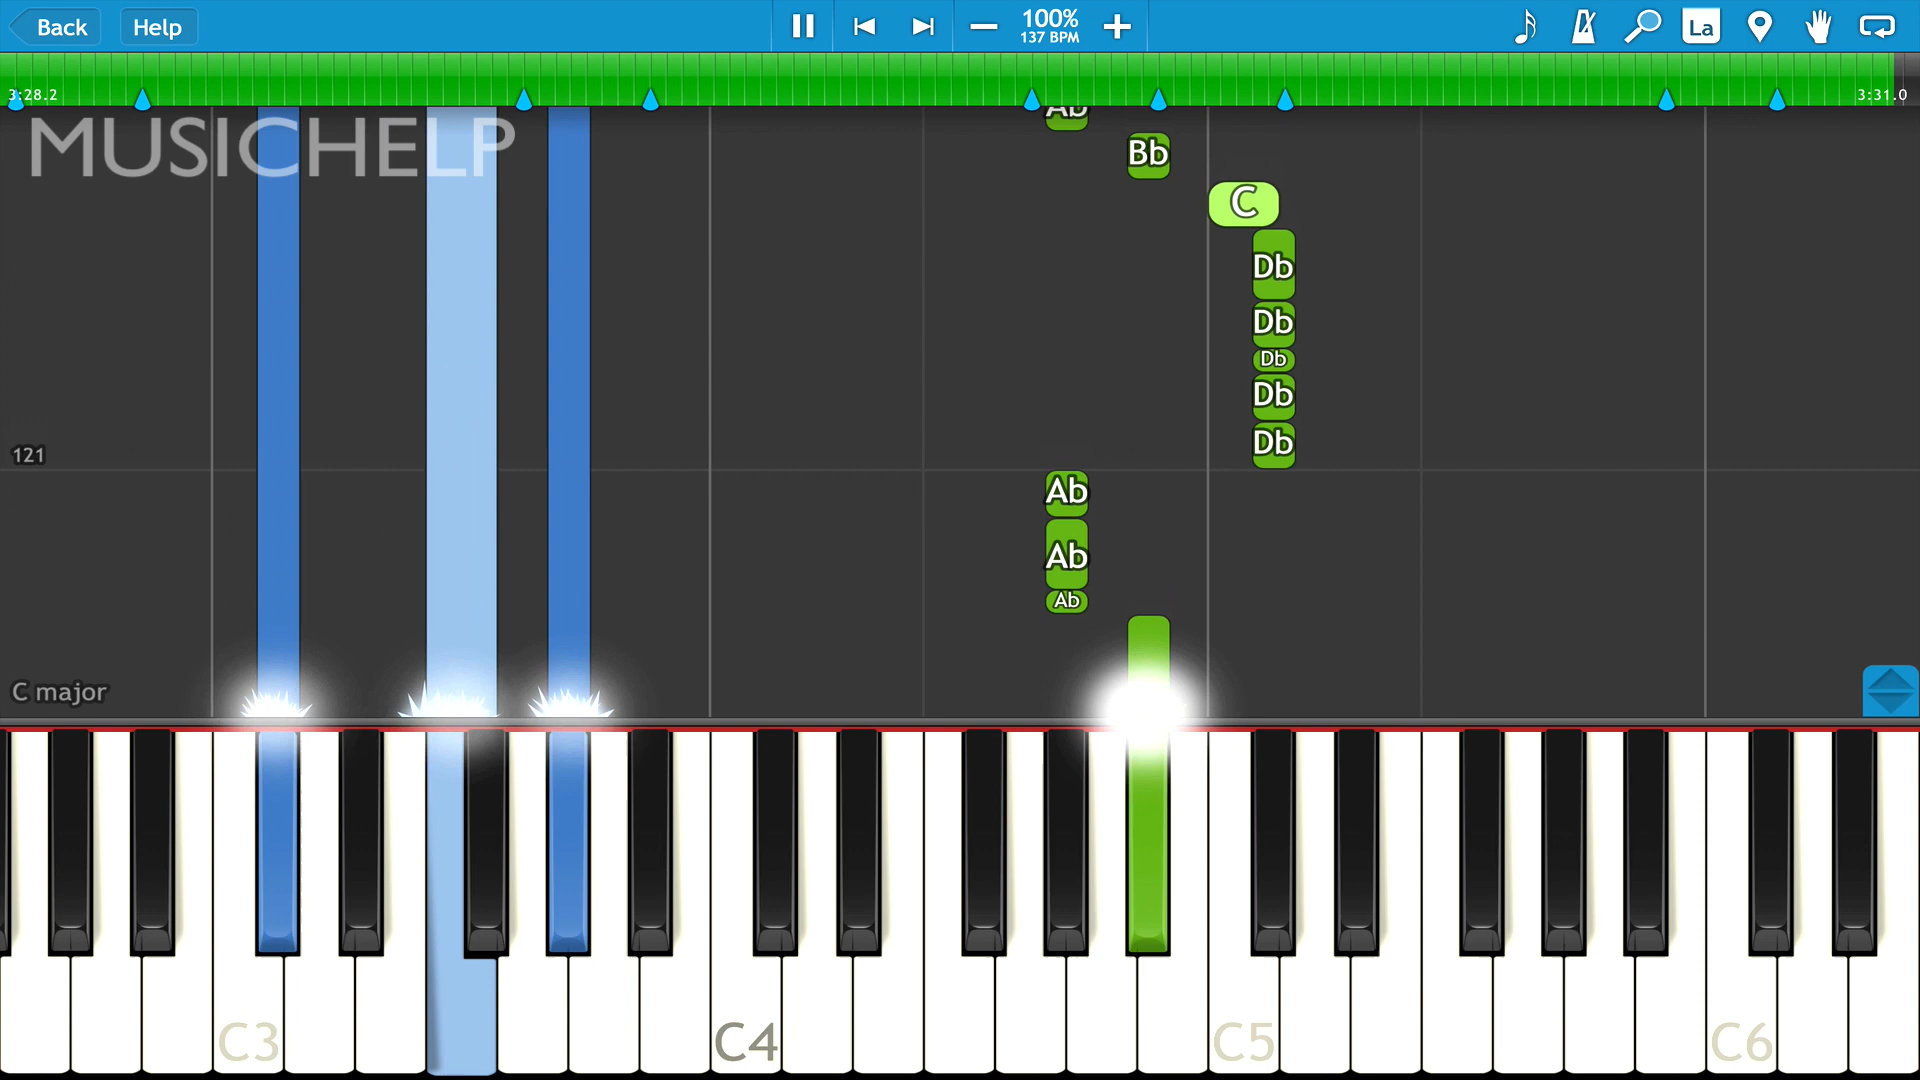 Back
Help
100%
137 BPM
La
3:28.2
3:31.0
MUSICHELP
Ab
Bb
C
Db
Db
Db
Db
Db
121
Ab
Ab
Ab
C major
C3
C4
C5
C6